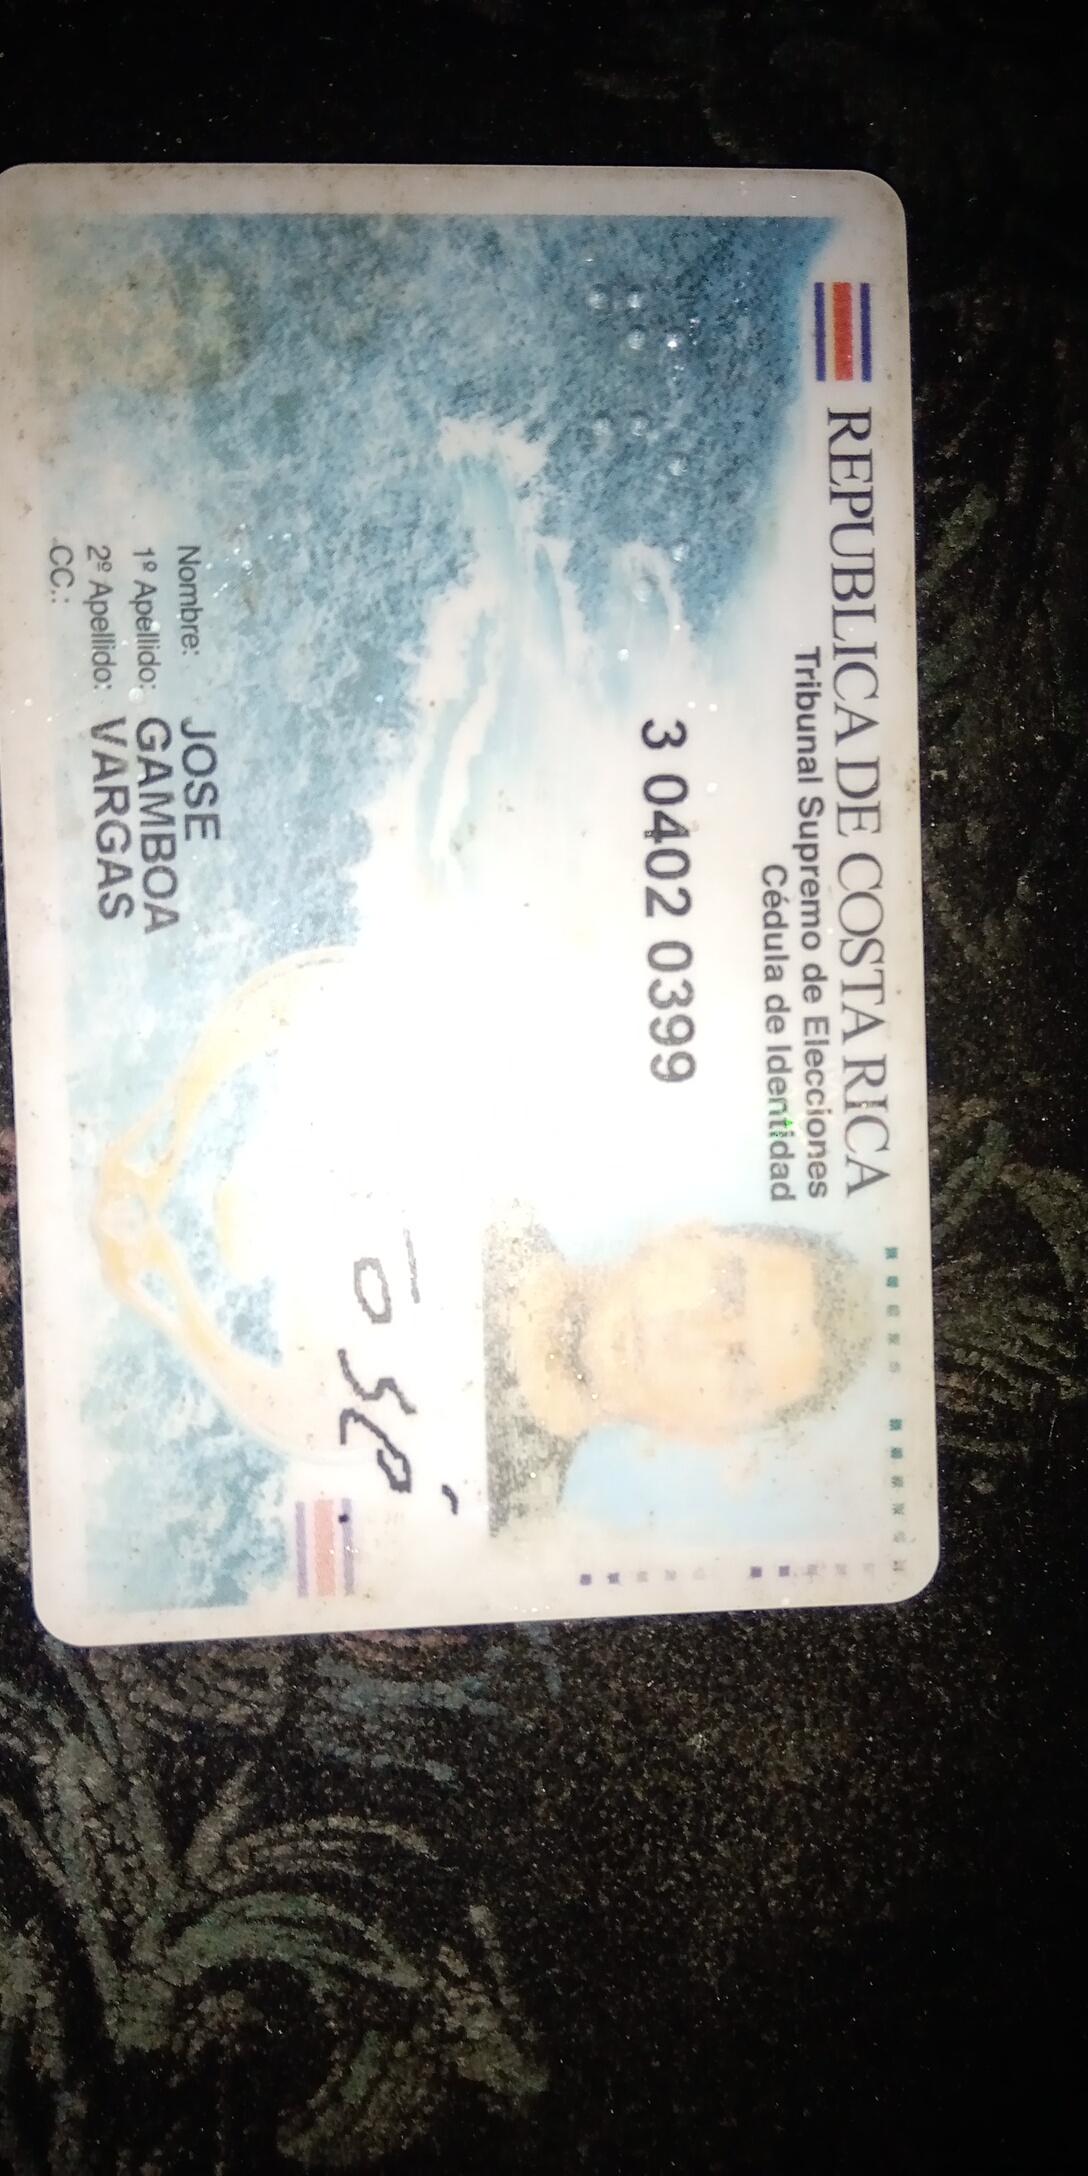 REPUBLICA DE COSTA RICA
Tribunal Supremo de Elecciones
Cédula de Identidad
3 0402 0399
José
Nombre: JOSE
1º Apellido: GAMBOA
2º Apellido: VARGAS
CC.: